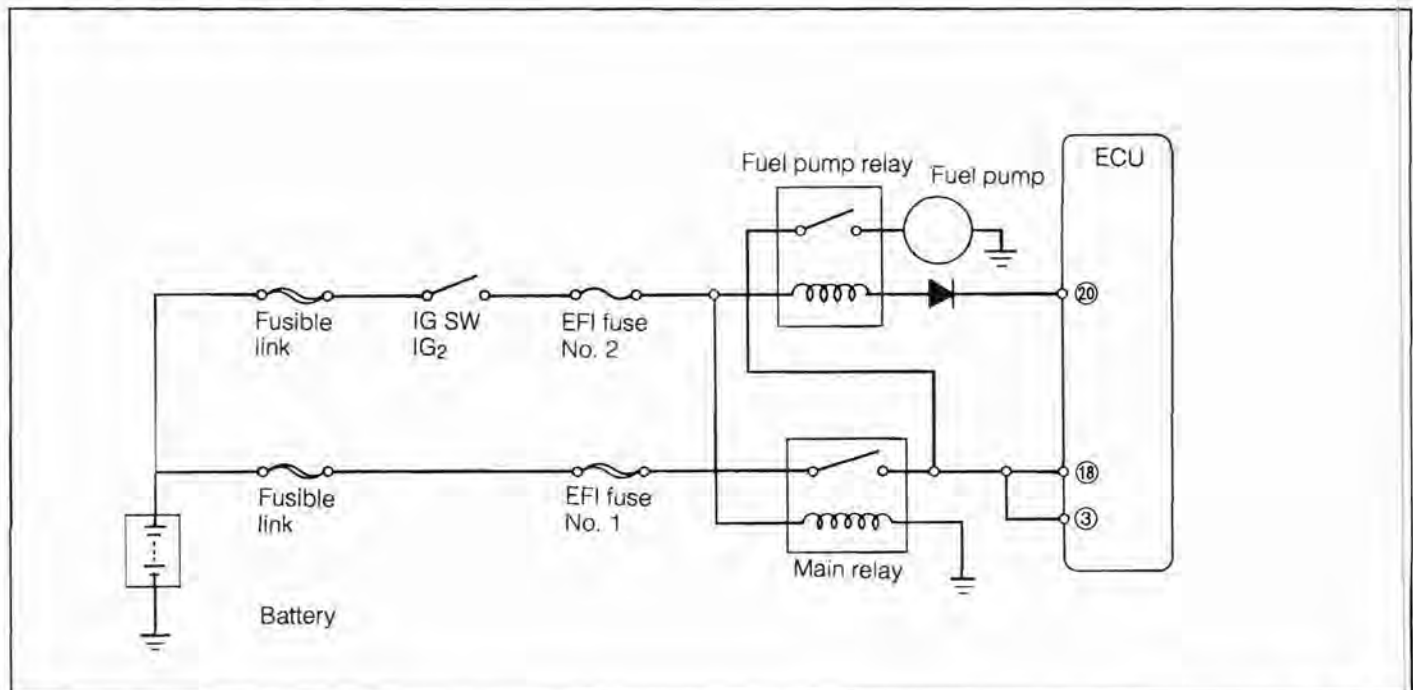 Fuel pump relay
Fuel pump
ECU
20
Fusible
link
IG SW
IG2
EFI fuse
No. 2
18
Fusible
link
EFI fuse
No. 1
3
Main relay
Battery